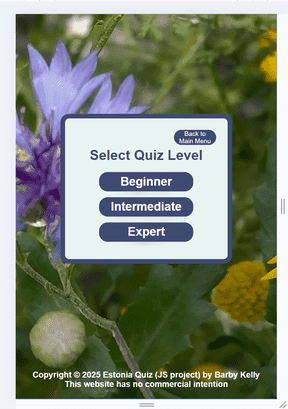 Back to
Main Menu
Select Quiz Level
Beginner
Intermediate
Expert
Copyright © 2025 Estonia Quiz (JS project) by Barby Kelly
This website has no commercial intention